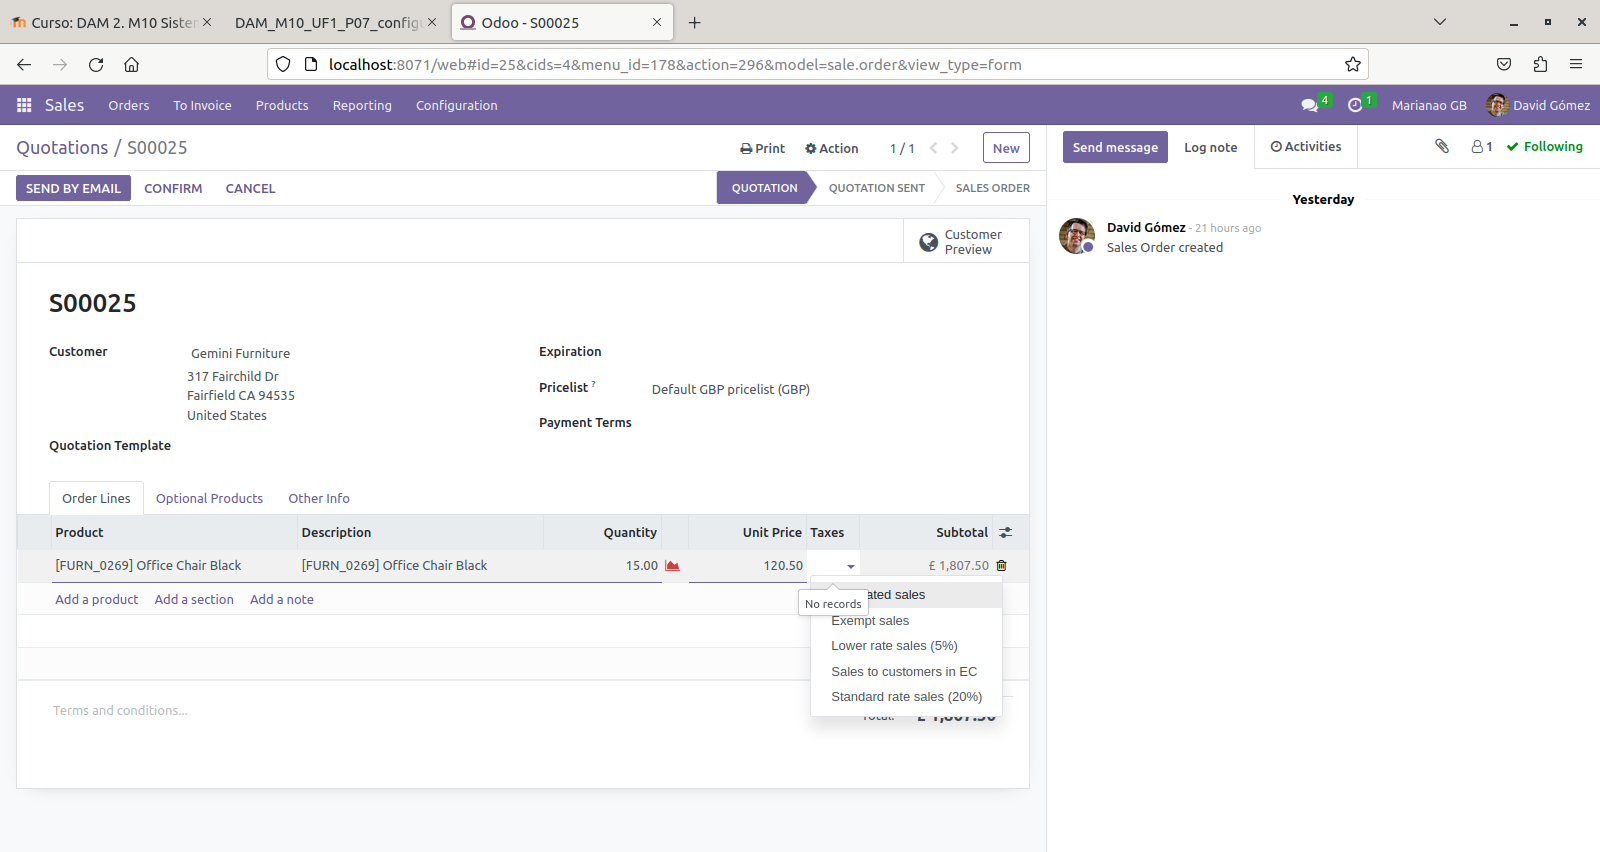 Curso: DAM 2. M10 Siste
DAM_M10_UF1_P07_config
Odoo - S00025
localhost:8071/web#id=25&cids=4&menu_id=178&action=296&model=sale.order&view_type=form
Sales
Orders
To Invoice
Products
Reporting
Configuration
4
1
Marianao GB
David Gómez
Quotations / S00025
Print
Action
1 / 1
New
Send message
Log note
Activities
1
Following
SEND BY EMAIL
CONFIRM
CANCEL
QUOTATION
QUOTATION SENT
SALES ORDER
Yesterday
David Gómez - 21 hours ago
Sales Order created
Customer
Preview
S00025
Customer
Gemini Furniture
317 Fairchild Dr
Fairfield CA 94535
United States
Quotation Template
Expiration
Pricelist ?
Default GBP pricelist (GBP)
Payment Terms
Order Lines
Optional Products
Other Info
Product
Description
Quantity
Unit Price
Taxes
Subtotal
[FURN_0269] Office Chair Black
[FURN_0269] Office Chair Black
15.00
120.50
£ 1,807.50
Add a product
Add a section
Add a note
No records
ated sales
Exempt sales
Lower rate sales (5%)
Sales to customers in EC
Standard rate sales (20%)
Terms and conditions...
Total:
£ 1,807.50